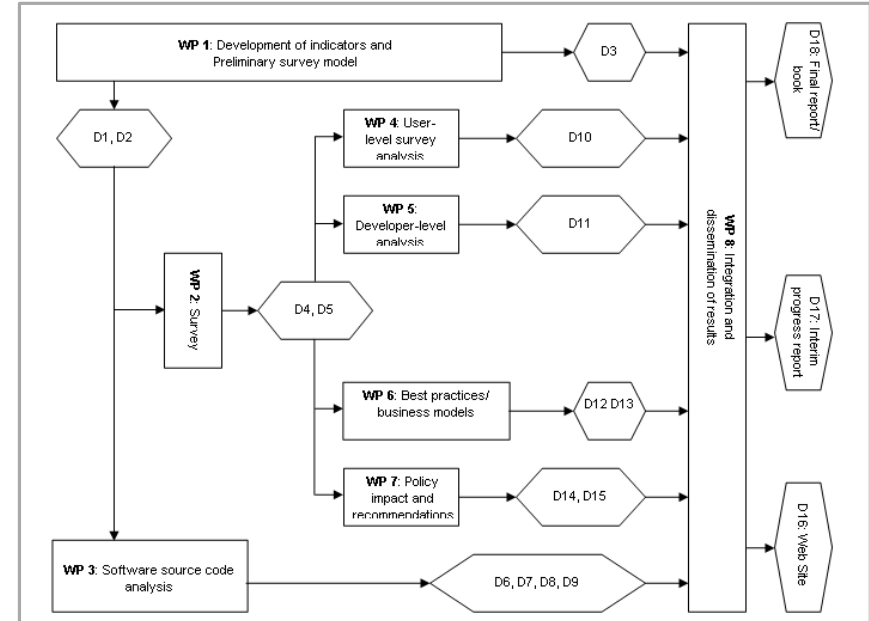 WP 1: Development of indicators and
Preliminary survey model
D3
D1, D2
WP 4: User-
level survey
analysis
D10
WP 5:
Developer-level
analysis
D11
WP 2: Survey
D4, D5
WP 6: Best practices/
business models
D12 D13
WP 7: Policy
impact and
recommendations
D14, D15
WP 3: Software source code
analysis
D6, D7, D8, D9
WP 8: Integration and
dissemination of results
D18: Final report/
book
D17: Interim
progress report
D16: Web Site